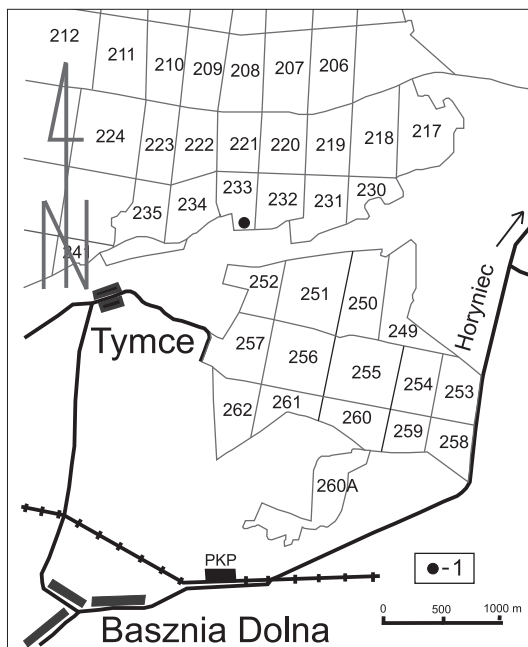 212 211 210 209 208 207 206
224 223 222 221 220 219 218 217
235 234 233 232 231 230
241
N
252 251 250 249
Tymce
Horyniec
257 256 255 254 253
262 261 260 259 258
260A
PKP
●-1
0 500 1000 m
Basznia Dolna